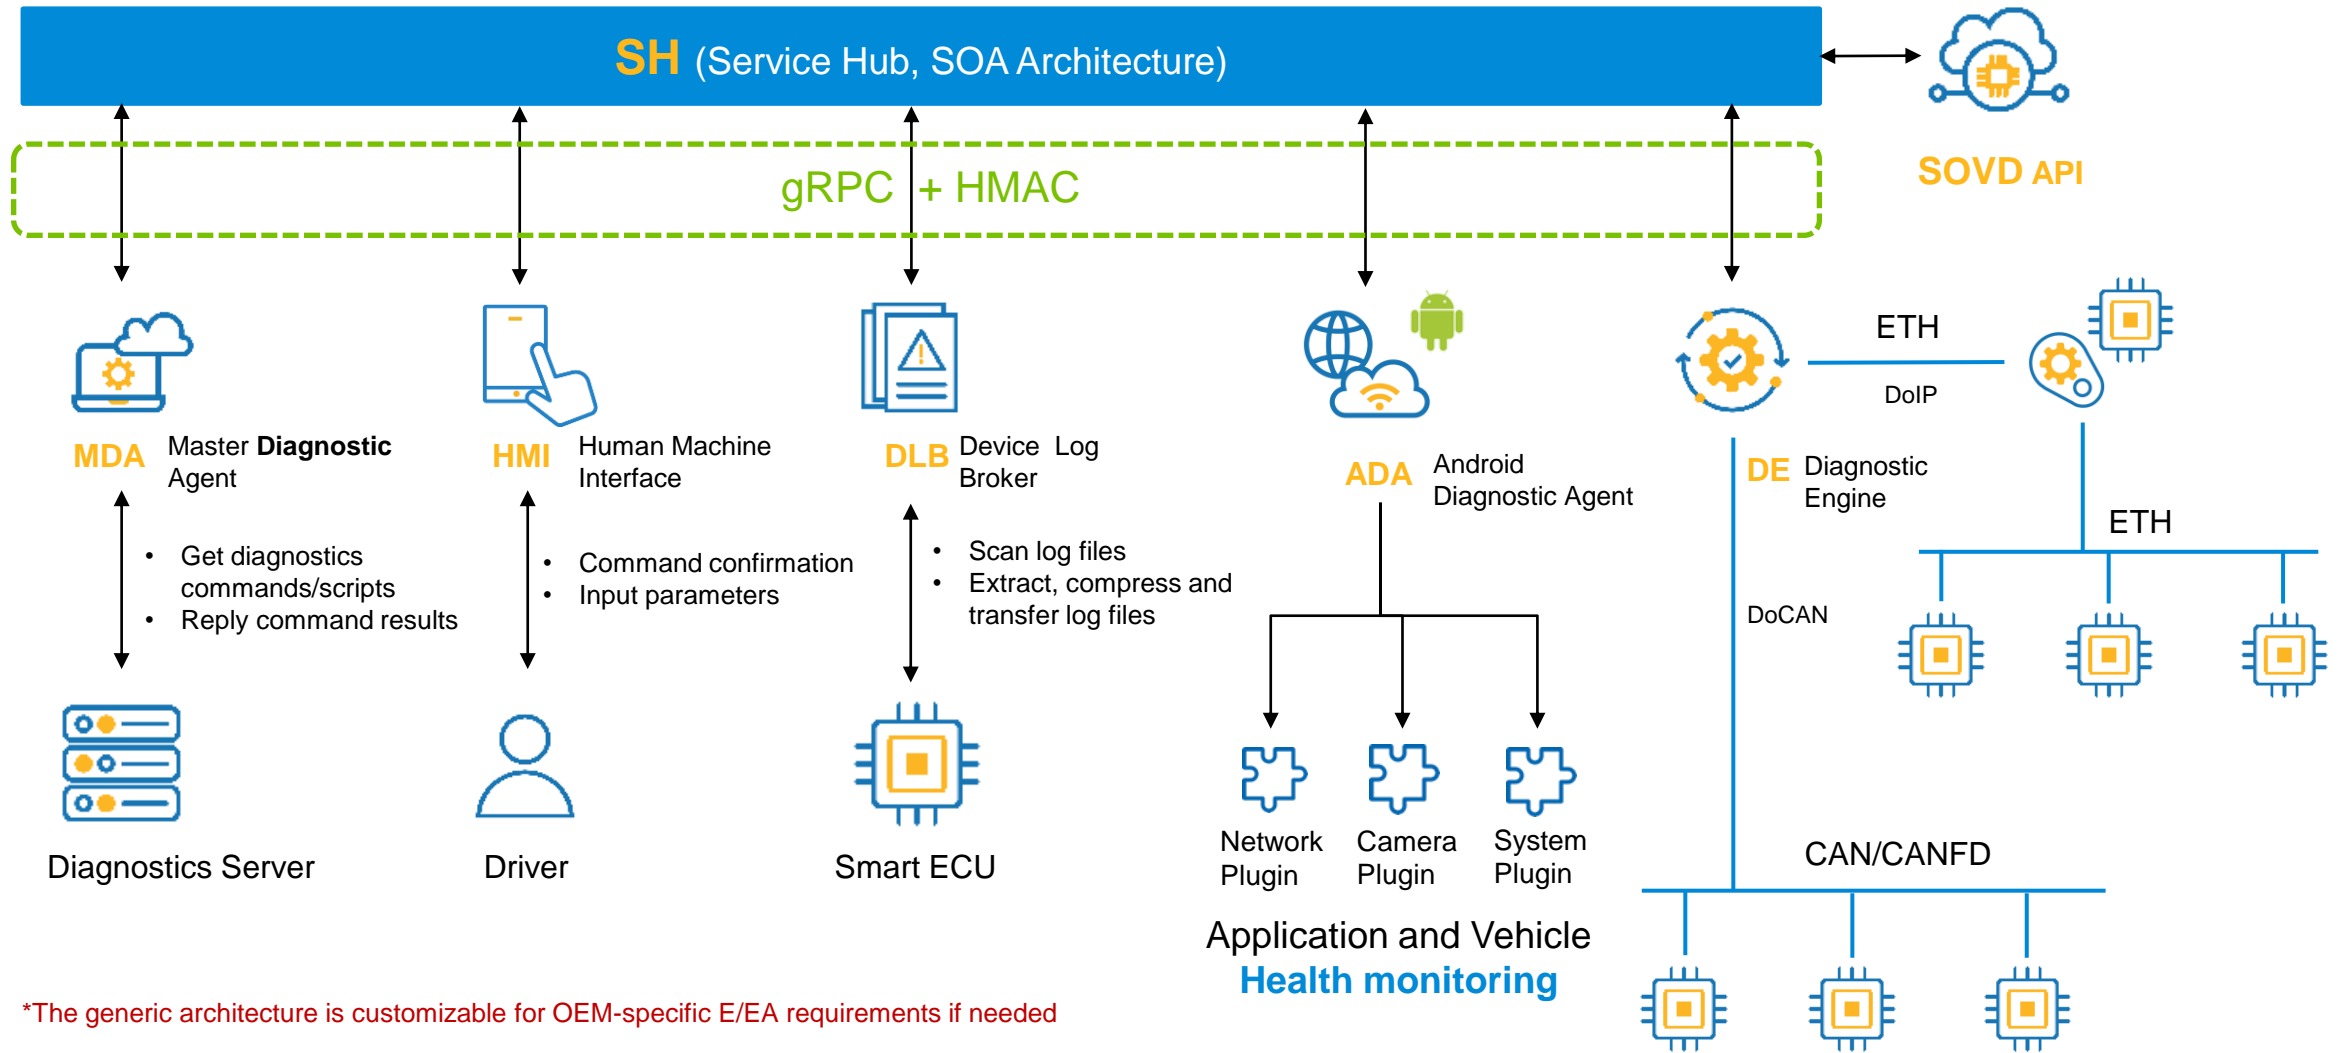 SH (Service Hub, SOA Architecture)
SOVD API
gRPC + HMAC
MDA
Master Diagnostic
Agent
HMI
Human Machine
Interface
DLB
Device Log
Broker
ADA
Android
Diagnostic Agent
DE
Diagnostic
Engine
ETH
DoIP
ETH
• Get diagnostics
commands/scripts
• Reply command results
• Command confirmation
• Input parameters
• Scan log files
• Extract, compress and
transfer log files
DoCAN
Diagnostics Server
Driver
Smart ECU
Network
Plugin
Camera
Plugin
System
Plugin
CAN/CANFD
Application and Vehicle
Health monitoring
*The generic architecture is customizable for OEM-specific E/EA requirements if needed